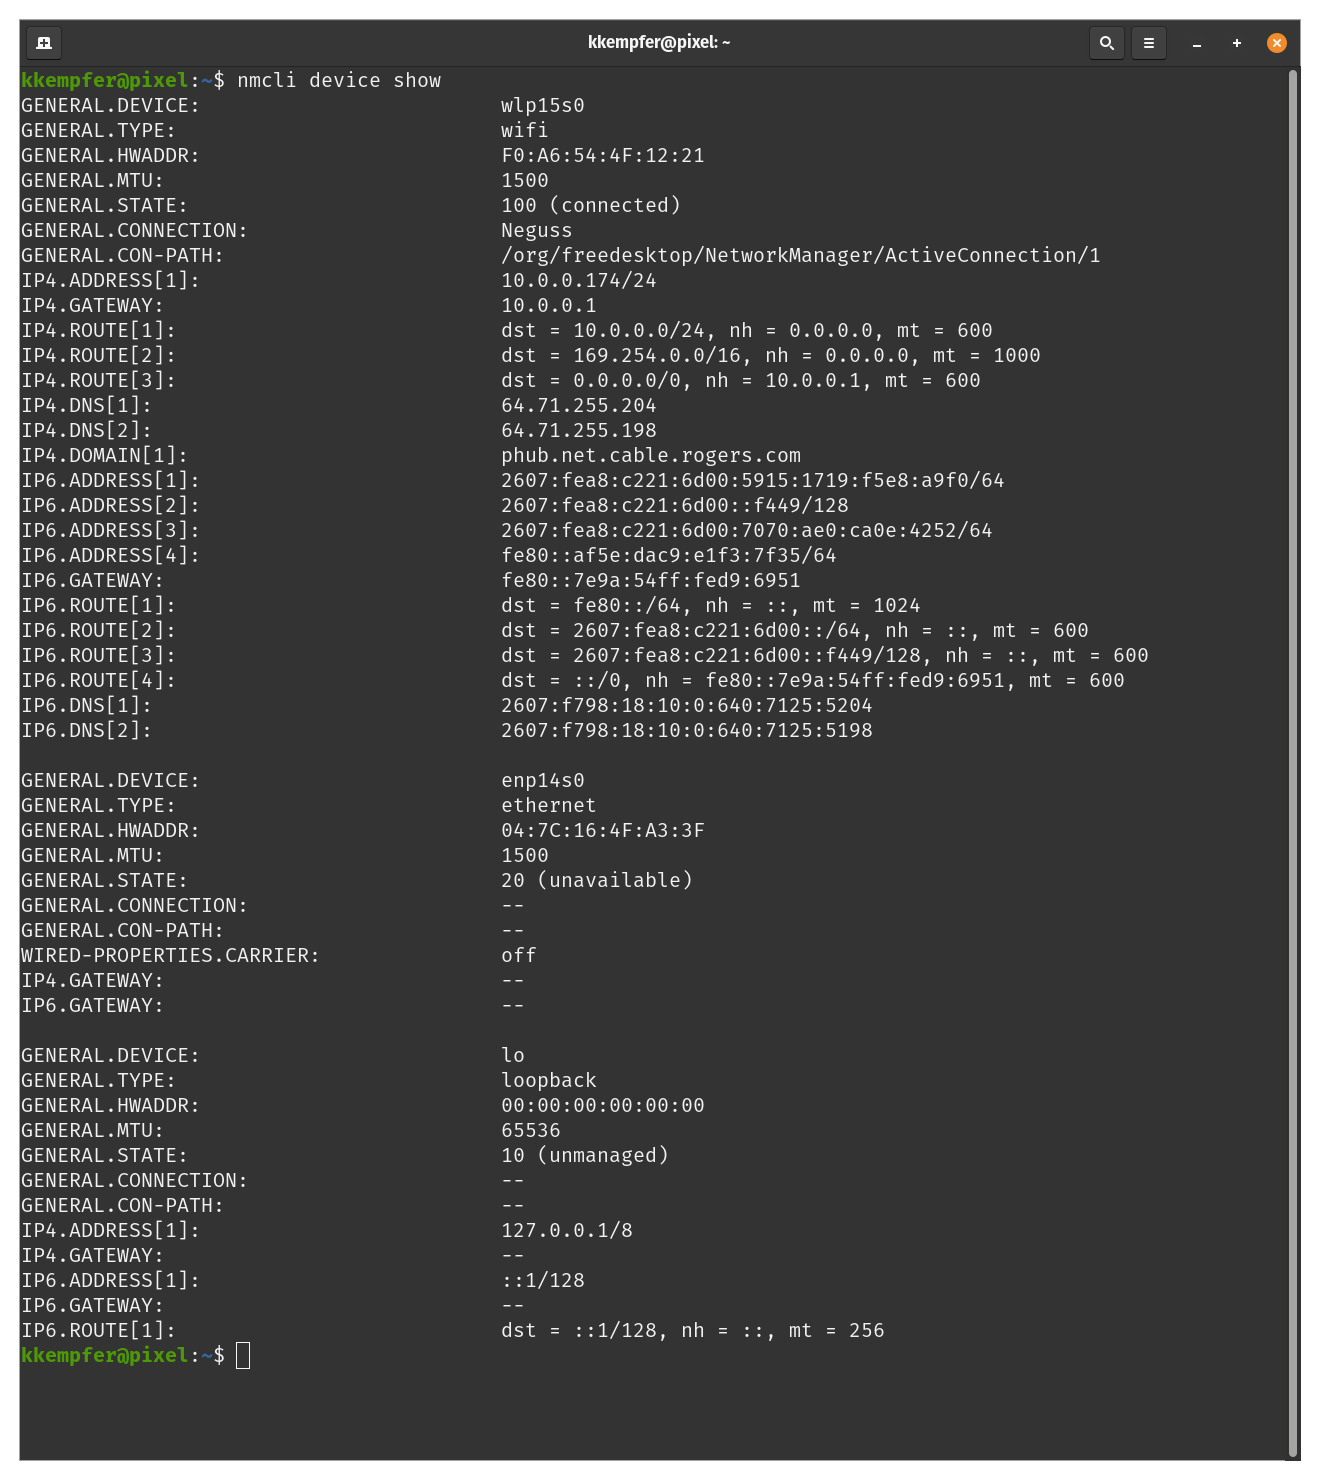 kkempfer@pixel: ~
kkempfer@pixel:~$ nmcli device show
GENERAL.DEVICE: wlp15s0
GENERAL.TYPE: wifi
GENERAL.HWADDR: F0:A6:54:4F:12:21
GENERAL.MTU: 1500
GENERAL.STATE: 100 (connected)
GENERAL.CONNECTION: Neguss
GENERAL.CON-PATH: /org/freedesktop/NetworkManager/ActiveConnection/1
IP4.ADDRESS[1]: 10.0.0.174/24
IP4.GATEWAY: 10.0.0.1
IP4.ROUTE[1]: dst = 10.0.0.0/24, nh = 0.0.0.0, mt = 600
IP4.ROUTE[2]: dst = 169.254.0.0/16, nh = 0.0.0.0, mt = 1000
IP4.ROUTE[3]: dst = 0.0.0.0/0, nh = 10.0.0.1, mt = 600
IP4.DNS[1]: 64.71.255.204
IP4.DNS[2]: 64.71.255.198
IP4.DOMAIN[1]: phub.net.cable.rogers.com
IP6.ADDRESS[1]: 2607:fea8:c221:6d00:5915:1719:f5e8:a9f0/64
IP6.ADDRESS[2]: 2607:fea8:c221:6d00::f449/128
IP6.ADDRESS[3]: 2607:fea8:c221:6d00:7070:ae0:ca0e:4252/64
IP6.ADDRESS[4]: fe80::af5e:dac9:e1f3:7f35/64
IP6.GATEWAY: fe80::7e9a:54ff:fed9:6951
IP6.ROUTE[1]: dst = fe80::/64, nh = ::, mt = 1024
IP6.ROUTE[2]: dst = 2607:fea8:c221:6d00::/64, nh = ::, mt = 600
IP6.ROUTE[3]: dst = 2607:fea8:c221:6d00::f449/128, nh = ::, mt = 600
IP6.ROUTE[4]: dst = ::/0, nh = fe80::7e9a:54ff:fed9:6951, mt = 600
IP6.DNS[1]: 2607:f798:18:10:0:640:7125:5204
IP6.DNS[2]: 2607:f798:18:10:0:640:7125:5198
GENERAL.DEVICE: enp14s0
GENERAL.TYPE: ethernet
GENERAL.HWADDR: 04:7C:16:4F:A3:3F
GENERAL.MTU: 1500
GENERAL.STATE: 20 (unavailable)
GENERAL.CONNECTION: --
GENERAL.CON-PATH: --
WIRED-PROPERTIES.CARRIER: off
IP4.GATEWAY: --
IP6.GATEWAY: --
GENERAL.DEVICE: lo
GENERAL.TYPE: loopback
GENERAL.HWADDR: 00:00:00:00:00:00
GENERAL.MTU: 65536
GENERAL.STATE: 10 (unmanaged)
GENERAL.CONNECTION: --
GENERAL.CON-PATH: --
IP4.ADDRESS[1]: 127.0.0.1/8
IP4.GATEWAY: --
IP6.ADDRESS[1]: ::1/128
IP6.GATEWAY: --
IP6.ROUTE[1]: dst = ::1/128, nh = ::, mt = 256
kkempfer@pixel:~$